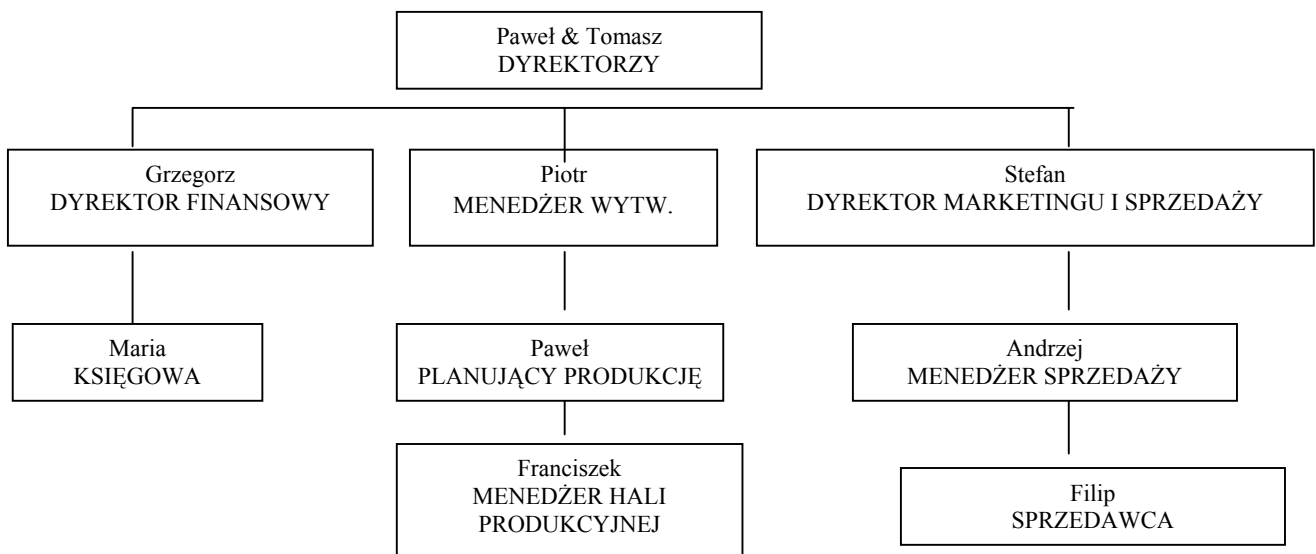 Paweł & Tomasz
DYREKTORZY
Grzegorz
DYREKTOR FINANSOWY
Piotr
MENEDŻER WYTW.
Stefan
DYREKTOR MARKETINGU I SPRZEDAŻY
Maria
KSIĘGOWA
Paweł
PLANUJĄCY PRODUKCJĘ
Andrzej
MENEDŻER SPRZEDAŻY
Franciszek
MENEDŻER HALI
PRODUKCYJNEJ
Filip
SPRZEDAWCA